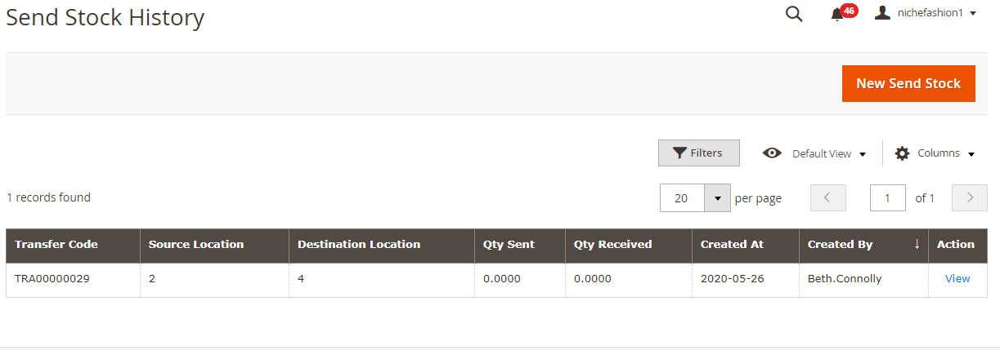 Send Stock History
46
nichefashion1
New Send Stock
Filters
Default View
Columns
1 records found
20
per page
1
of 1
Transfer Code Source Location Destination Location Qty Sent Qty Received Created At Created By ↓ Action
TRA00000029 2 4 0.0000 0.0000 2020-05-26 Beth.Connolly View